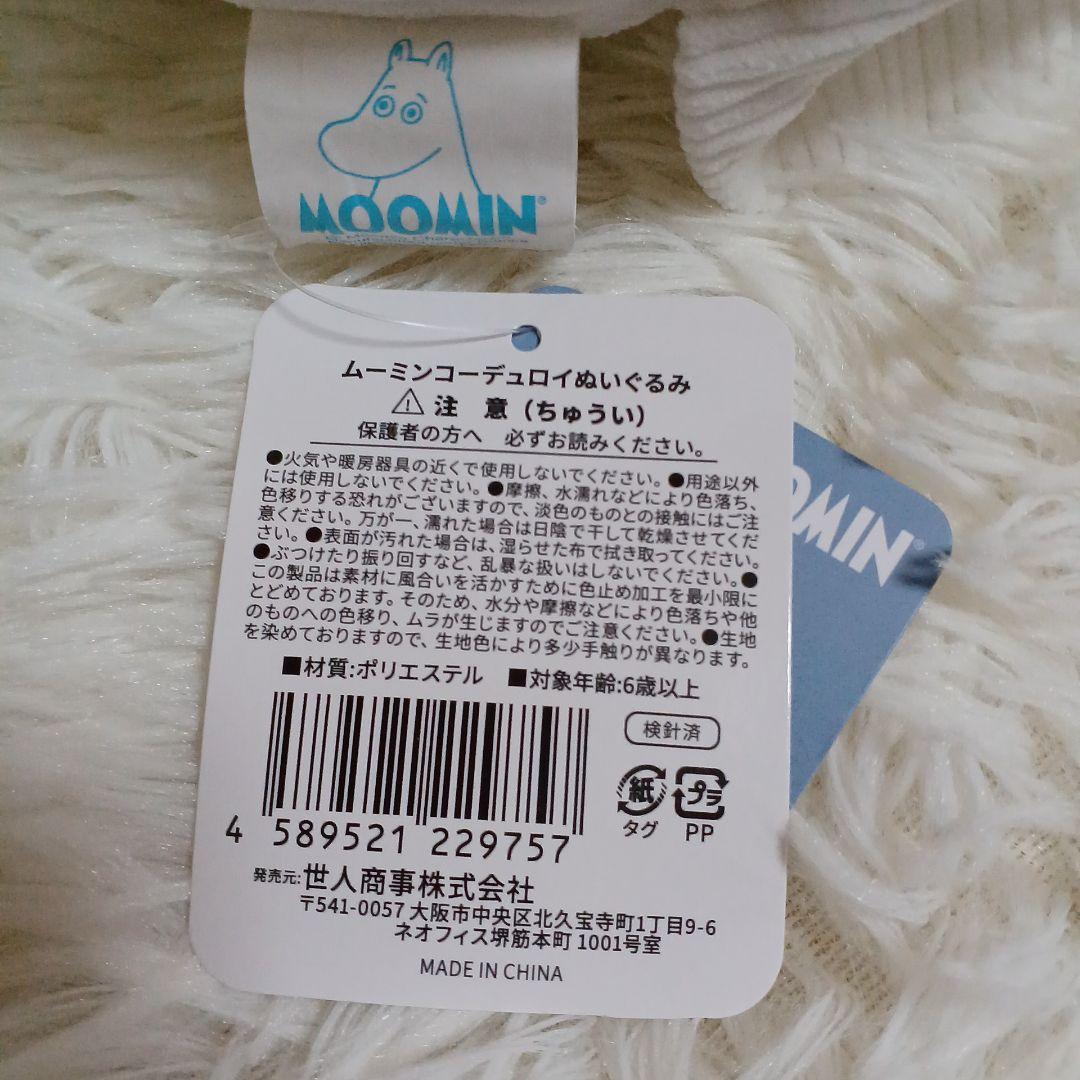 MOOMIN®
ムーミンコーデュロイぬいぐるみ
注 意（ちゅうい）
保護者の方へ 必ずお読みください。
●火気や暖房器具の近くで使用しないでください。●用途以外
には使用しないでください。●摩擦、水濡れなどにより色落ち、
色移りする恐れがございますので、淡色のものとの接触にはご注
意ください。万が一、濡れた場合は日陰で干して乾燥させてくだ
さい。●表面が汚れた場合は、湿らせた布で拭き取ってください。
●ぶつけたり振り回すなど、乱暴な扱いはしないでください。●
この製品は素材に風合いを活かすために色止め加工を最小限に
とどめております。そのため、水分や摩擦などにより色落ちや他
のものへの色移り、ムラが生じますのでご注意ください。●生地
を染めておりますので、生地色により多少手触りが異なります。
■材質:ポリエステル ■対象年齢:6歳以上
検針済
紙 プラ
タグ PP
4 589521 229757
発売元:世人商事株式会社
〒541-0057 大阪市中央区北久宝寺町1丁目9-6
ネオフィス堺筋本町 1001号室
MADE IN CHINA
OMIN®